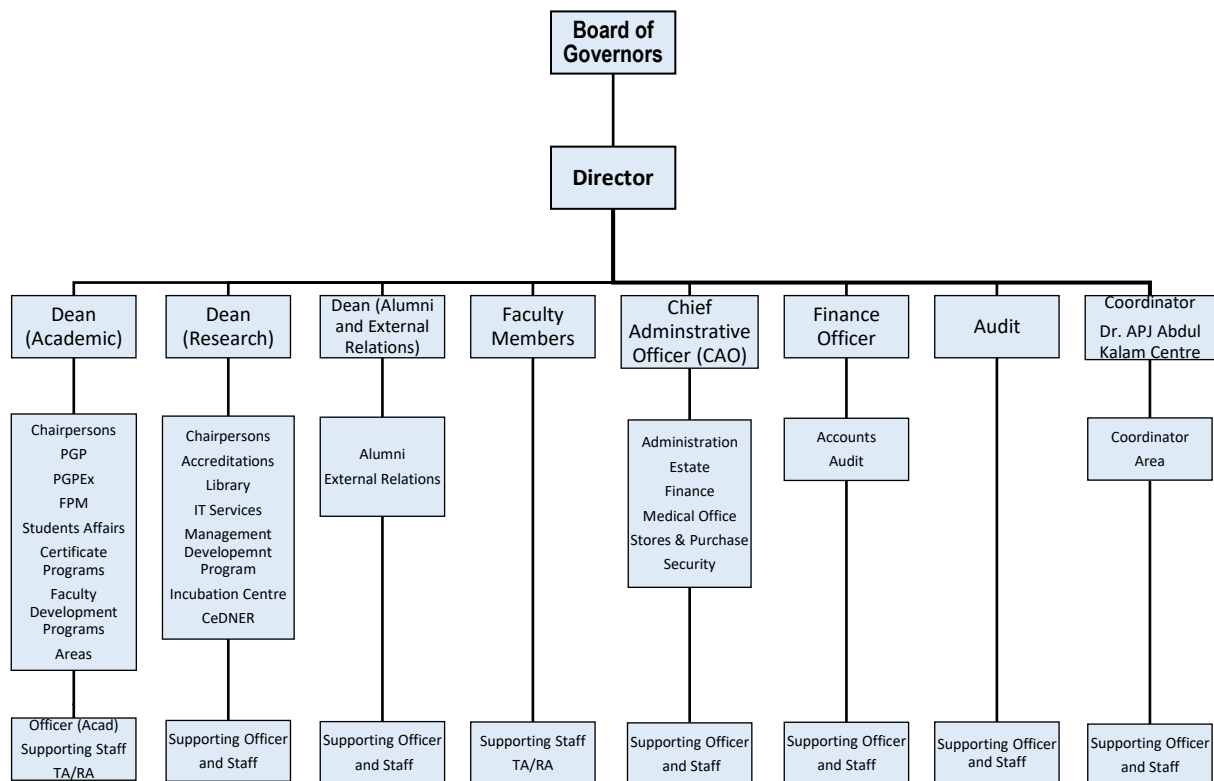 Board of
Governors
Director
Dean
(Academic)
Dean
(Research)
Dean (Alumni
and External
Relations)
Faculty
Members
Chief
Adminstrative
Officer (CAO)
Finance
Officer
Audit
Coordinator
Dr. APJ Abdul
Kalam Centre
Chairpersons
PGP
PGPEx
FPM
Students Affairs
Certificate
Programs
Faculty
Development
Programs
Areas
Chairpersons
Accreditations
Library
IT Services
Management
Developemnt
Program
Incubation Centre
CeDNER
Alumni
External Relations
Administration
Estate
Finance
Medical Office
Stores & Purchase
Security
Accounts
Audit
Coordinator
Area
Officer (Acad)
Supporting Staff
TA/RA
Supporting Officer
and Staff
Supporting Officer
and Staff
Supporting Staff
TA/RA
Supporting Officer
and Staff
Supporting Officer
and Staff
Supporting Officer
and Staff
Supporting Officer
and Staff